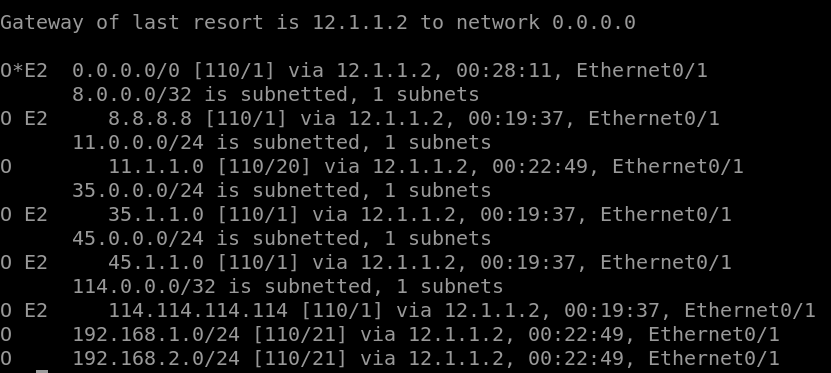 Gateway of last resort is 12.1.1.2 to network 0.0.0.0
O*E2  0.0.0.0/0 [110/1] via 12.1.1.2, 00:28:11, Ethernet0/1
      8.0.0.0/32 is subnetted, 1 subnets
O E2     8.8.8.8 [110/1] via 12.1.1.2, 00:19:37, Ethernet0/1
      11.0.0.0/24 is subnetted, 1 subnets
O        11.1.1.0 [110/20] via 12.1.1.2, 00:22:49, Ethernet0/1
      35.0.0.0/24 is subnetted, 1 subnets
O E2     35.1.1.0 [110/1] via 12.1.1.2, 00:19:37, Ethernet0/1
      45.0.0.0/24 is subnetted, 1 subnets
O E2     45.1.1.0 [110/1] via 12.1.1.2, 00:19:37, Ethernet0/1
      114.0.0.0/32 is subnetted, 1 subnets
O E2     114.114.114.114 [110/1] via 12.1.1.2, 00:19:37, Ethernet0/1
O     192.168.1.0/24 [110/21] via 12.1.1.2, 00:22:49, Ethernet0/1
O     192.168.2.0/24 [110/21] via 12.1.1.2, 00:22:49, Ethernet0/1